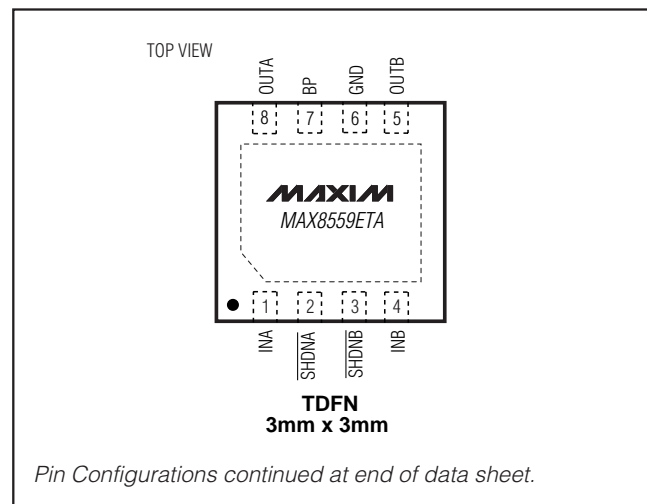 TOP VIEW
OUTA BP GND OUTB
8 7 6 5
MAXIM
MAX8559ETA
1 2 3 4
INA SHDNA SHDNB INB
TDFN
3mm x 3mm
Pin Configurations continued at end of data sheet.